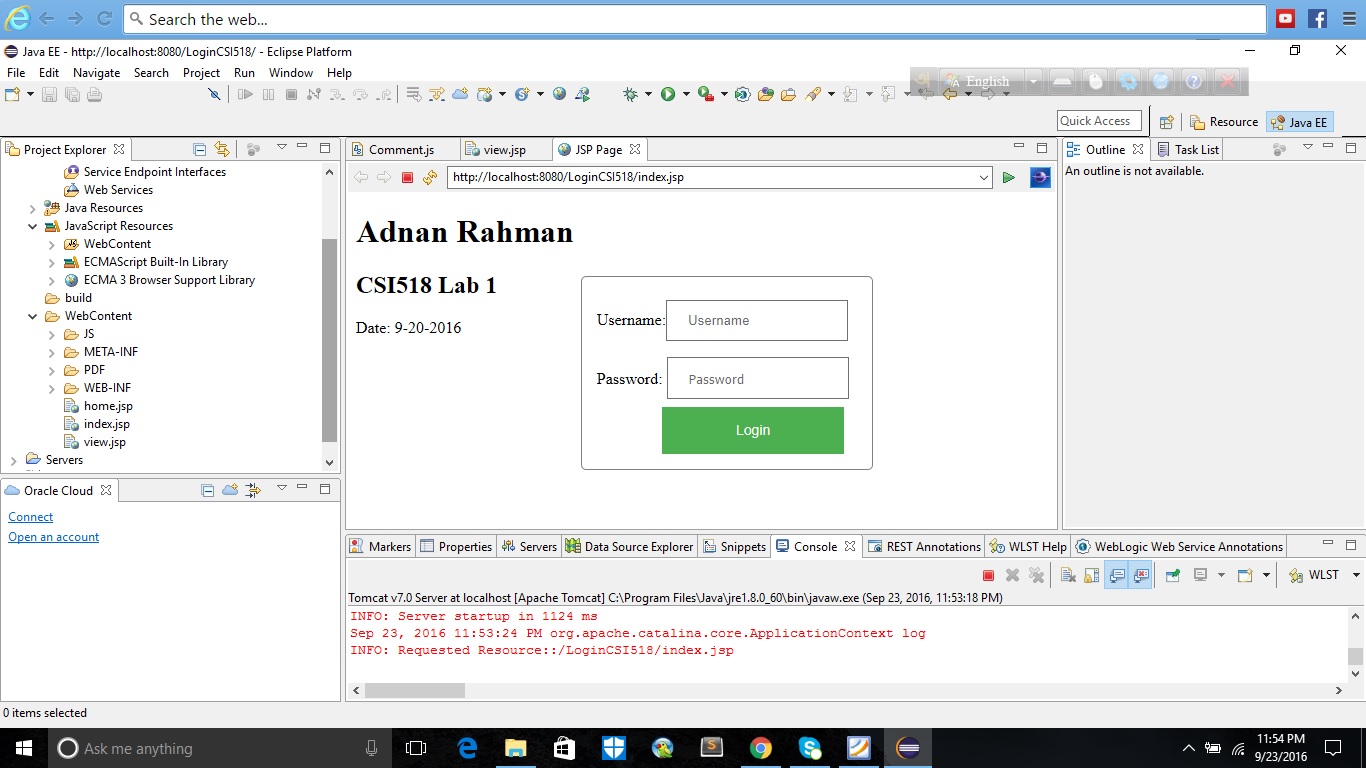 Search the web...
Java EE - http://localhost:8080/LoginCSI518/ - Eclipse Platform
File Edit Navigate Search Project Run Window Help
English
Quick Access
Resource
Java EE
Project Explorer
Service Endpoint Interfaces
Web Services
Java Resources
JavaScript Resources
WebContent
ECMAScript Built-In Library
ECMA 3 Browser Support Library
build
WebContent
JS
META-INF
PDF
WEB-INF
home.jsp
index.jsp
view.jsp
Servers
Oracle Cloud
Connect
Open an account
Comment.js view.jsp JSP Page
http://localhost:8080/LoginCSI518/index.jsp
Adnan Rahman
CSI518 Lab 1
Date: 9-20-2016
Username: Username
Password: Password
Login
Outline Task List
An outline is not available.
Markers Properties Servers Data Source Explorer Snippets Console REST Annotations WLST Help WebLogic Web Service Annotations
WLST
Tomcat v7.0 Server at localhost [Apache Tomcat] C:\Program Files\Java\jre1.8.0_60\bin\javaw.exe (Sep 23, 2016, 11:53:18 PM)
INFO: Server startup in 1124 ms
Sep 23, 2016 11:53:24 PM org.apache.catalina.core.ApplicationContext log
INFO: Requested Resource::/LoginCSI518/index.jsp
0 items selected
Ask me anything
11:54 PM
9/23/2016